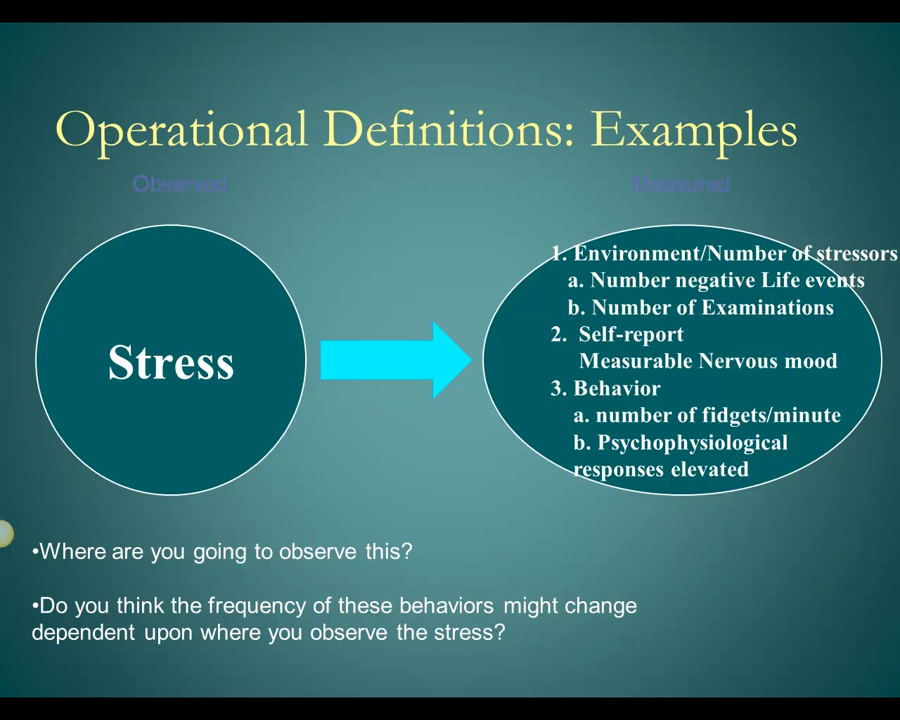 Operational Definitions: Examples
Observed
Measured
Stress
1. Environment/Number of stressors
a. Number negative Life events
b. Number of Examinations
2. Self-report
Measurable Nervous mood
3. Behavior
a. number of fidgets/minute
b. Psychophysiological
responses elevated
•Where are you going to observe this?
•Do you think the frequency of these behaviors might change
dependent upon where you observe the stress?